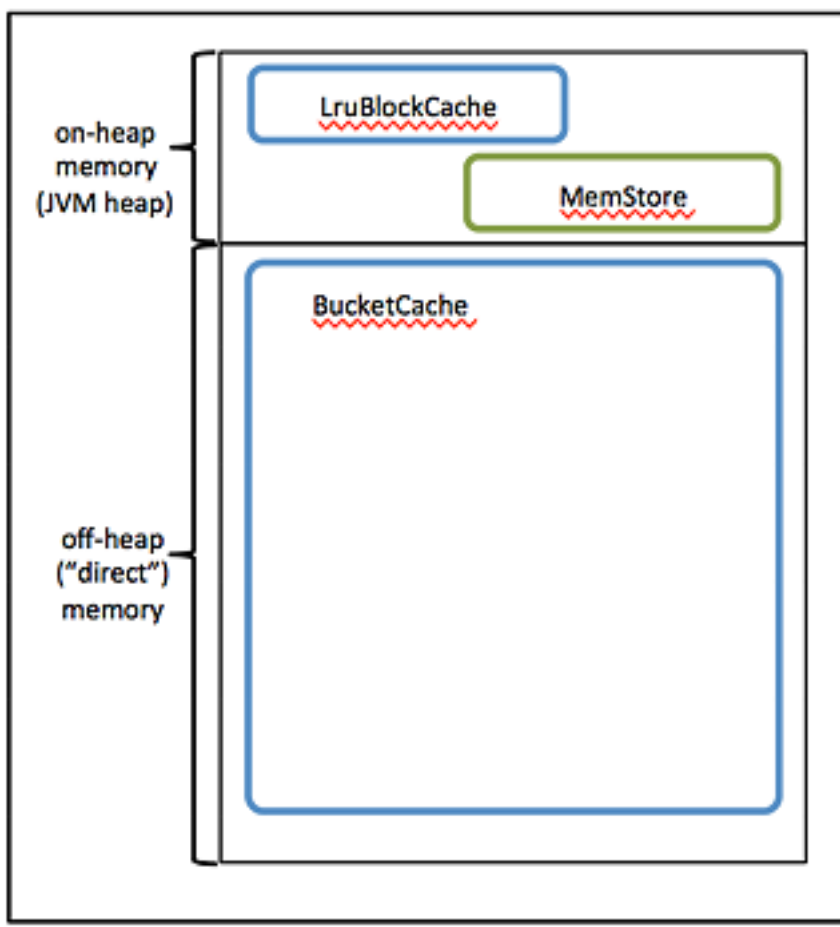 LruBlockCache
on-heap
memory
(JVM heap)
MemStore
BucketCache
off-heap
(“direct”)
memory